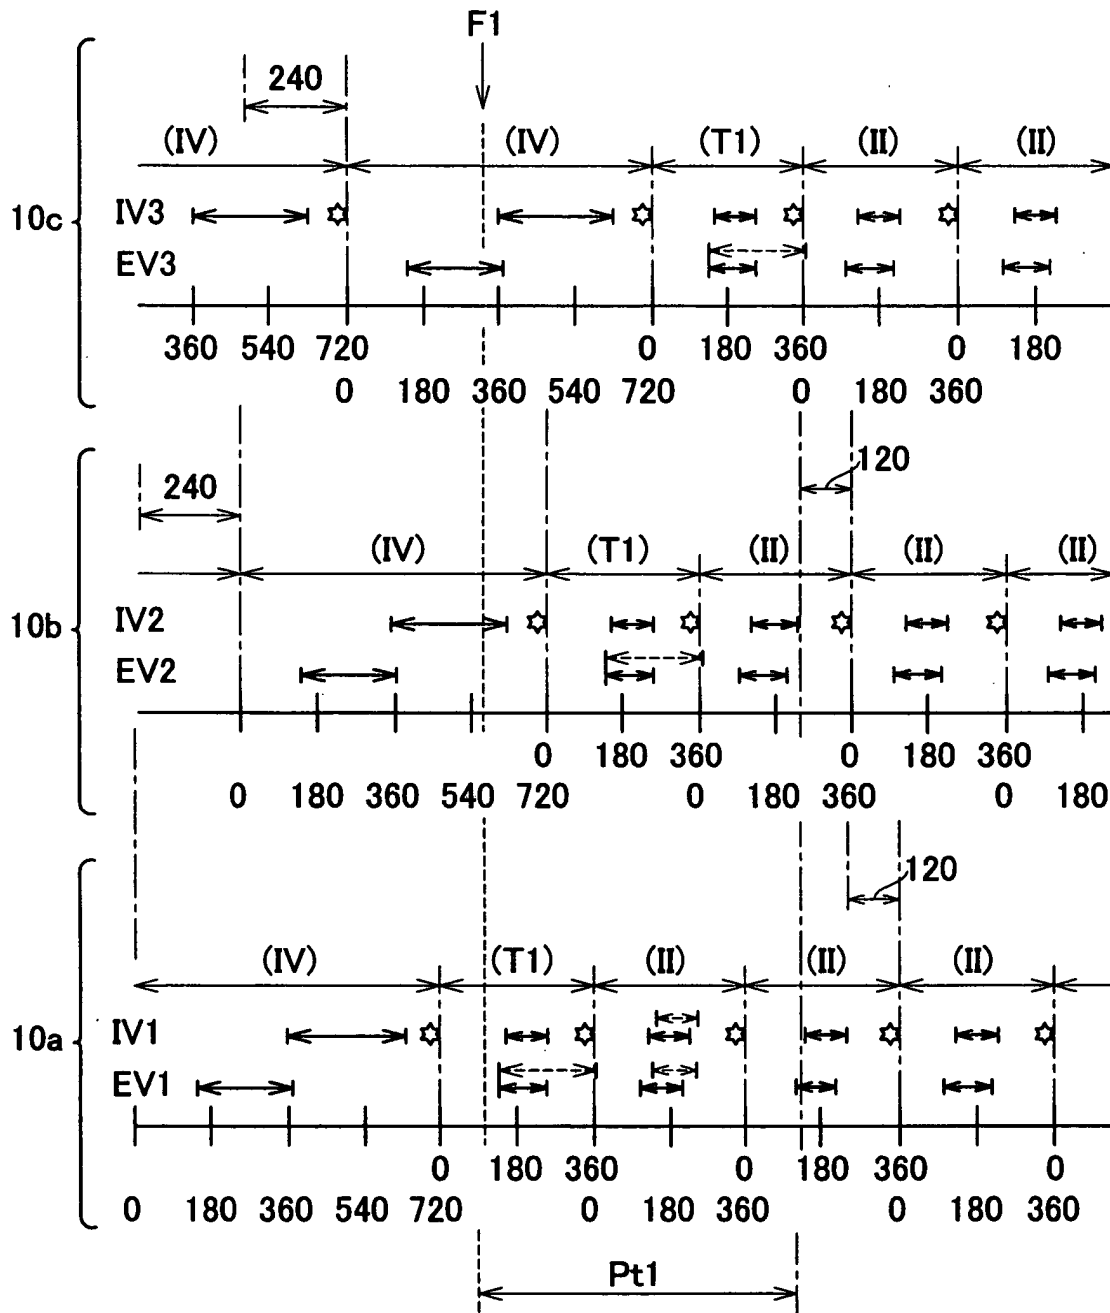 F1
240
(IV) (IV) (T1) (II) (II)
10c
IV3
EV3
360 540 720 0 180 360 0 180
0 180 360 540 720 0 180 360
120
240
(IV) (T1) (II) (II) (II)
10b
IV2
EV2
0 180 360 0 180 360
0 180 360 540 720 0 180 360 0 180
120
(IV) (T1) (II) (II) (II)
10a
IV1
EV1
0 180 360 0 180 360 0
0 180 360 540 720 0 180 360 0 180 360
Pt1